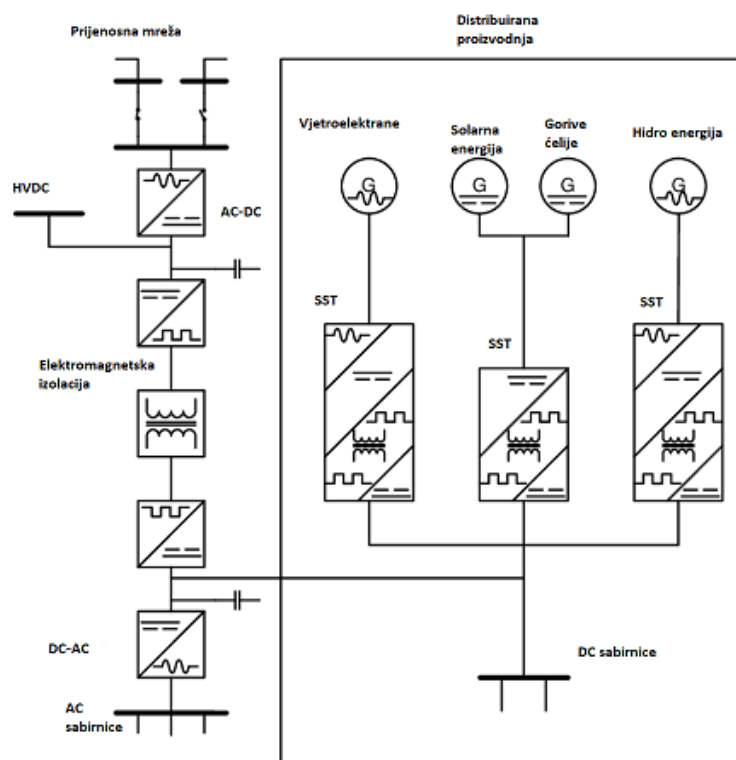 Prijenosna mreža
Distribuirana
proizvodnja
Vjetroelektrane
Solarna
energija
Gorive
ćelije
Hidro energija
G
G
G
G
HVDC
AC-DC
SST
SST
SST
Elektromagnetska
izolacija
DC-AC
DC sabirnice
AC
sabirnice